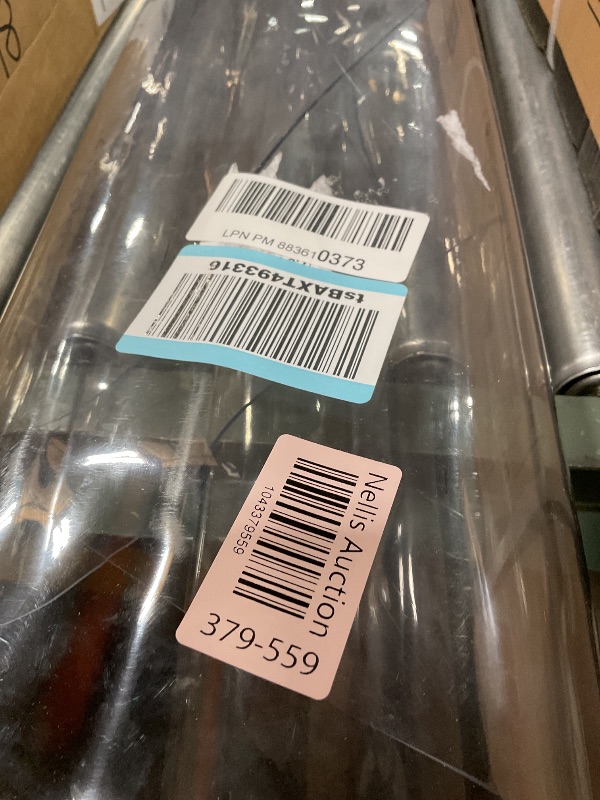 LPN PM 883610373
tsBAXT493316
Nellis Auction
1043379559
379-559